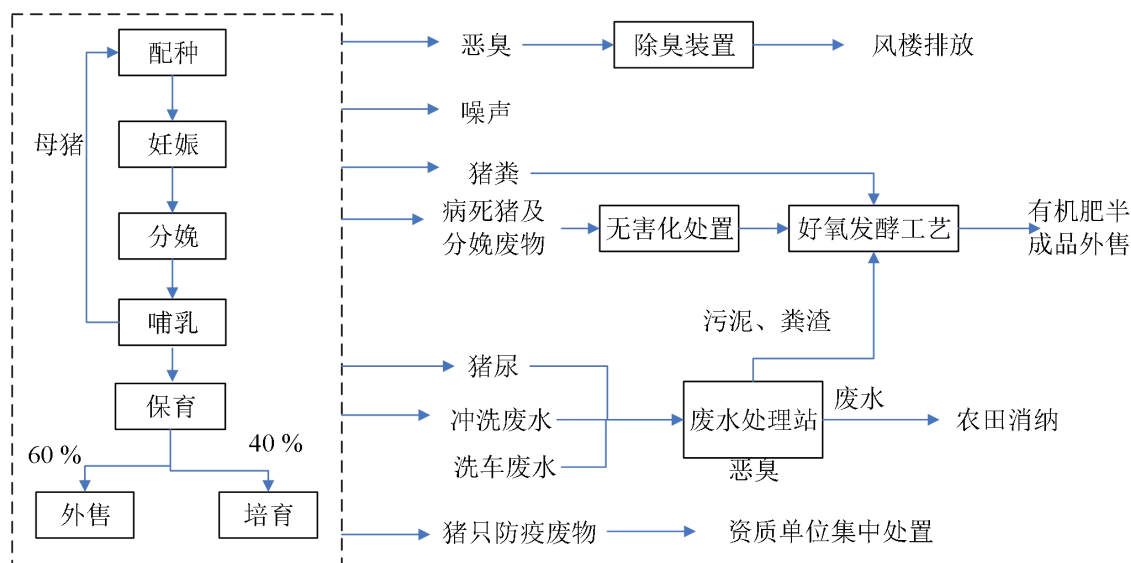 配种
恶臭
除臭装置
风楼排放
噪声
母猪
妊娠
猪粪
病死猪及
分娩废物
无害化处置
好氧发酵工艺
有机肥半
成品外售
分娩
哺乳
污泥、粪渣
猪尿
保育
冲洗废水
废水处理站
废水
农田消纳
洗车废水
恶臭
60 %
40 %
外售
培育
猪只防疫废物
资质单位集中处置